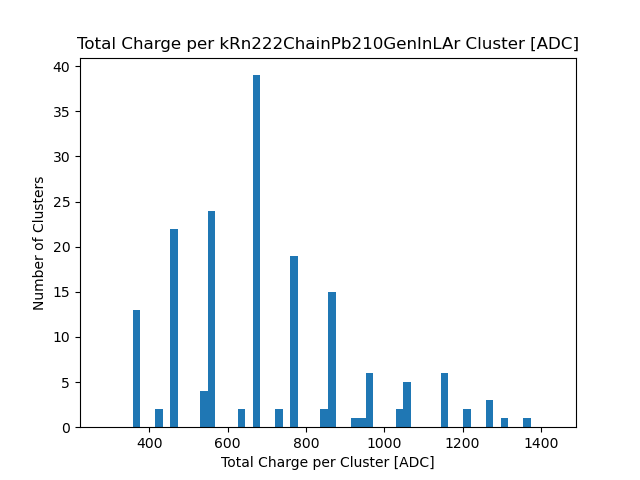 Total Charge per kRn222ChainPb210GenInLAr Cluster [ADC]
40
35
30
25
20
15
10
5
0
Number of Clusters
400 600 800 1000 1200 1400
Total Charge per Cluster [ADC]